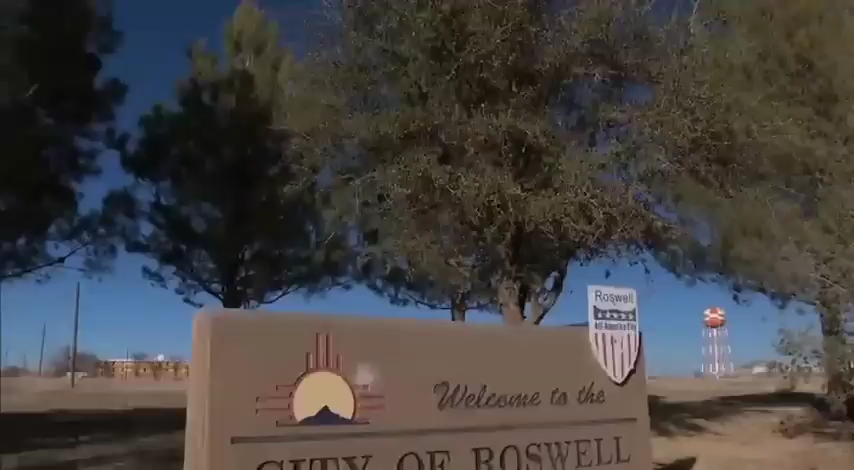 Roswell
All-America City
Welcome to the
CITY OF ROSWELL